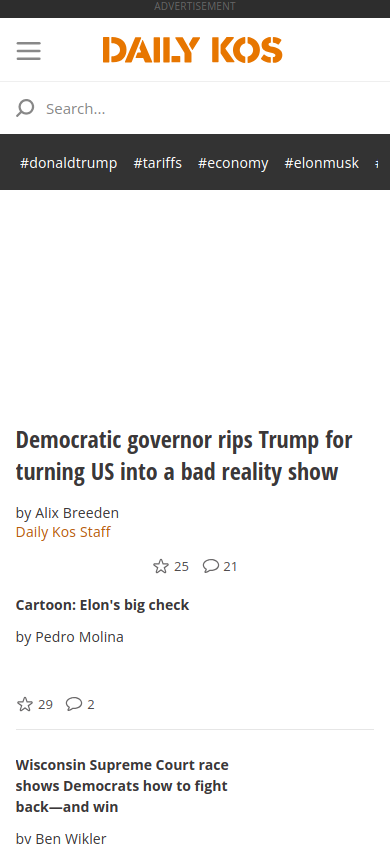 ADVERTISEMENT
DAILY KOS
Search...
#donaldtrump #tariffs #economy #elonmusk
Democratic governor rips Trump for
turning US into a bad reality show
by Alix Breeden
Daily Kos Staff
25 21
Cartoon: Elon's big check
by Pedro Molina
29 2
Wisconsin Supreme Court race
shows Democrats how to fight
back—and win
by Ben Wikler